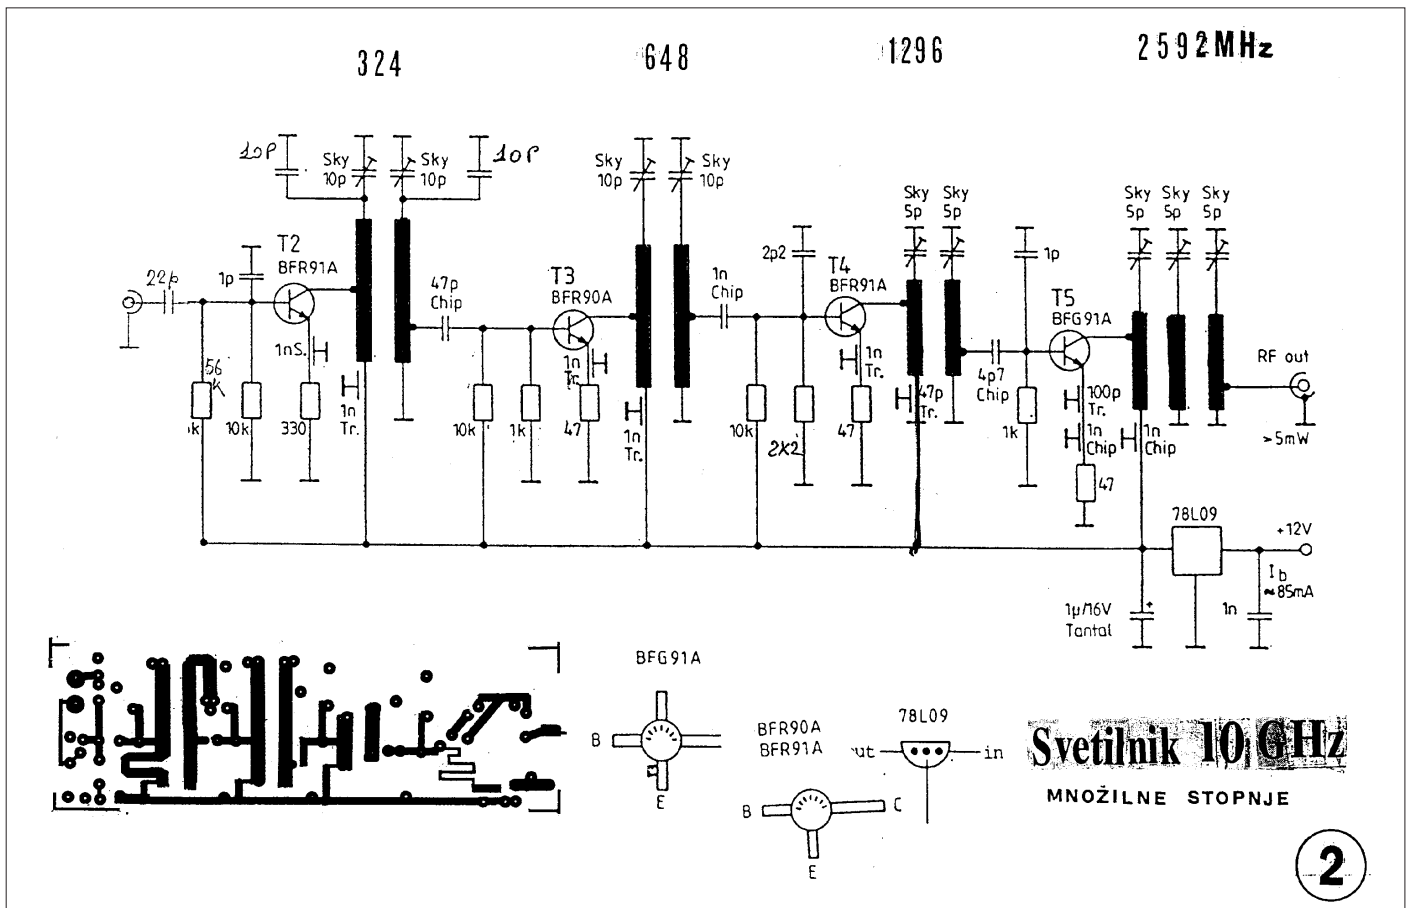 324 648 1296 2592MHz
10P Sky 10p Sky 10p 10P
Sky 10p Sky 10p
Sky 5p Sky 5p
Sky 5p Sky 5p Sky 5p
22p
1p
T2
BFR91A
1nS.
56K
1k
10k
330
1n Tr.
47p
Chip
T3
BFR90A
1n
Tr.
10k
1k
47
1n
Tr.
1n
Chip
2p2
T4
BFR91A
1n
Tr.
10k
2X2
47
47p
Tr.
4p7
Chip
1p
T5
BFG91A
1k
100p
Tr.
1n
Chip
47
1n
Chip
RF out
>5mW
78L09
+12V
Ib
≈85mA
1µ/16V
Tantal
+
1n
BFG91A
B
E
BFR90A
BFR91A
B
C
E
78L09
ut
in
Svetilnik 10 GHz
MNOŽILNE STOPNJE
2